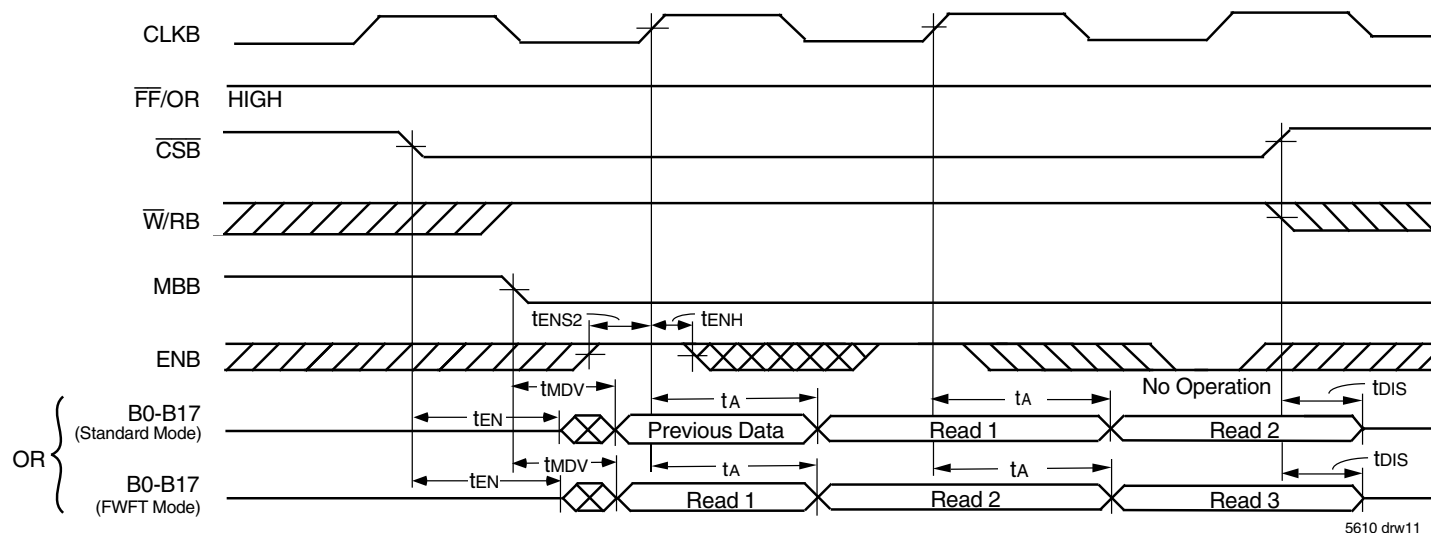 CLKB
FF/OR HIGH
CSB
W/RB
MBB
tENS2 tENH
ENB
No Operation
tMDV tA tA tDIS
B0-B17 tEN Previous Data Read 1 Read 2
(Standard Mode)
OR
tMDV tA tA tDIS
B0-B17 tEN Read 1 Read 2 Read 3
(FWFT Mode)
5610 drw11